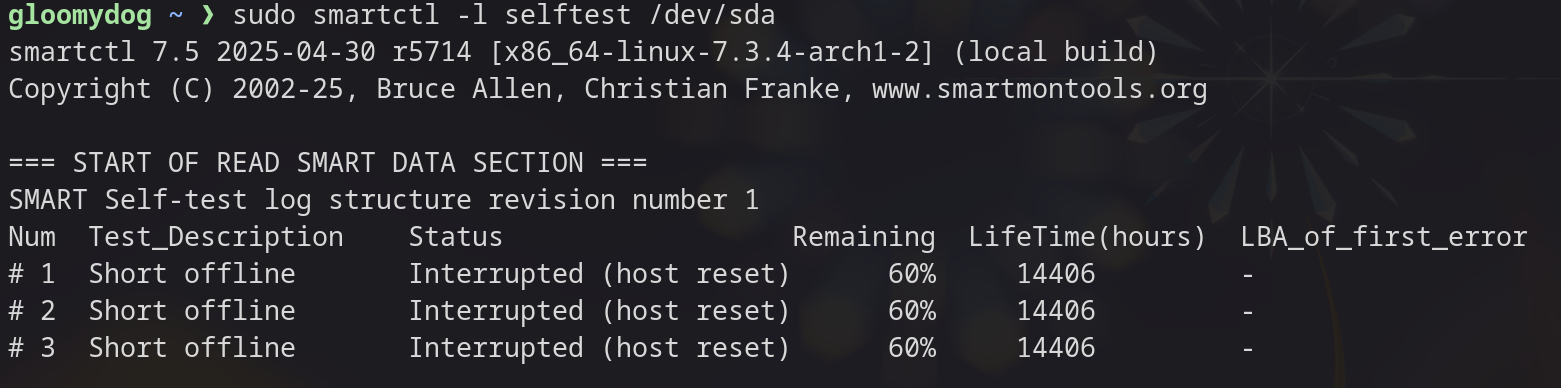 gloomydog ~ ❯ sudo smartctl -l selftest /dev/sda
smartctl 7.5 2025-04-30 r5714 [x86_64-linux-7.3.4-arch1-2] (local build)
Copyright (C) 2002-25, Bruce Allen, Christian Franke, www.smartmontools.org

=== START OF READ SMART DATA SECTION ===
SMART Self-test log structure revision number 1
Num  Test_Description    Status                  Remaining  LifeTime(hours)  LBA_of_first_error
# 1  Short offline       Interrupted (host reset)      60%     14406         -
# 2  Short offline       Interrupted (host reset)      60%     14406         -
# 3  Short offline       Interrupted (host reset)      60%     14406         -